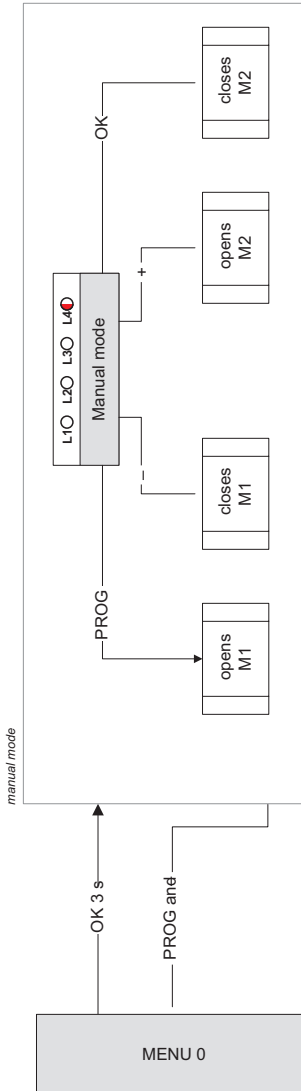 manual mode
MENU 0
OK 3 s
PROG and
L1 L2 L3 L4
Manual mode
PROG
–
+
OK
opens
M1
closes
M1
opens
M2
closes
M2